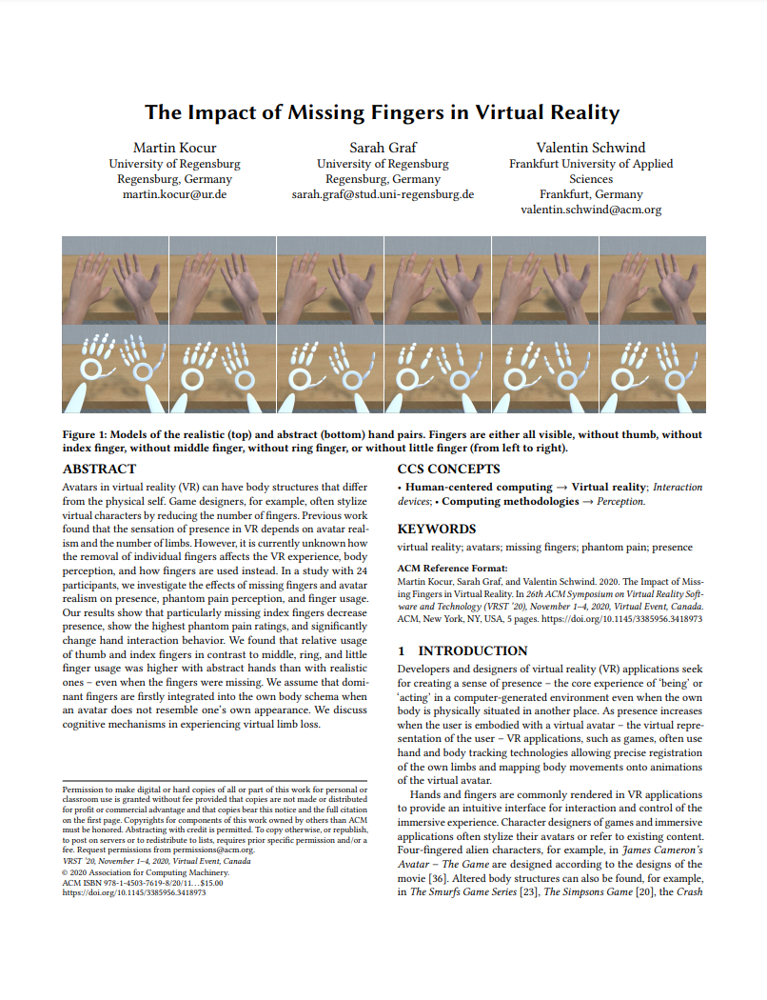 The Impact of Missing Fingers in Virtual Reality
Martin Kocur
University of Regensburg
Regensburg, Germany
martin.kocur@ur.de
Sarah Graf
University of Regensburg
Regensburg, Germany
sarah.graf@stud.uni-regensburg.de
Valentin Schwind
Frankfurt University of Applied
Sciences
Frankfurt, Germany
valentin.schwind@acm.org
Figure 1: Models of the realistic (top) and abstract (bottom) hand pairs. Fingers are either all visible, without thumb, without
index finger, without middle finger, without ring finger, or without little finger (from left to right).
ABSTRACT
Avatars in virtual reality (VR) can have body structures that differ
from the physical self. Game designers, for example, often stylize
virtual characters by reducing the number of fingers. Previous work
found that the sensation of presence in VR depends on avatar real-
ism and the number of limbs. However, it is currently unknown how
the removal of individual fingers affects the VR experience, body
perception, and how fingers are used instead. In a study with 24
participants, we investigate the effects of missing fingers and avatar
realism on presence, phantom pain perception, and finger usage.
Our results show that particularly missing index fingers decrease
presence, show the highest phantom pain ratings, and significantly
change hand interaction behavior. We found that relative usage
of thumb and index fingers in contrast to middle, ring, and little
finger usage was higher with abstract hands than with realistic
ones – even when the fingers were missing. We assume that domi-
nant fingers are firstly integrated into the own body schema when
an avatar does not resemble one's own appearance. We discuss
cognitive mechanisms in experiencing virtual limb loss.
Permission to make digital or hard copies of all or part of this work for personal or
classroom use is granted without fee provided that copies are not made or distributed
for profit or commercial advantage and that copies bear this notice and the full citation
on the first page. Copyrights for components of this work owned by others than ACM
must be honored. Abstracting with credit is permitted. To copy otherwise, or republish,
to post on servers or to redistribute to lists, requires prior specific permission and/or a
fee. Request permissions from permissions@acm.org.
VRST '20, November 1–4, 2020, Virtual Event, Canada
© 2020 Association for Computing Machinery.
ACM ISBN 978-1-4503-7619-8/20/11...$15.00
https://doi.org/10.1145/3385956.3418973
CCS CONCEPTS
• Human-centered computing → Virtual reality; Interaction
devices; • Computing methodologies → Perception.
KEYWORDS
virtual reality; avatars; missing fingers; phantom pain; presence
ACM Reference Format:
Martin Kocur, Sarah Graf, and Valentin Schwind. 2020. The Impact of Miss-
ing Fingers in Virtual Reality. In 26th ACM Symposium on Virtual Reality Soft-
ware and Technology (VRST '20), November 1–4, 2020, Virtual Event, Canada.
ACM, New York, NY, USA, 5 pages. https://doi.org/10.1145/3385956.3418973
1 INTRODUCTION
Developers and designers of virtual reality (VR) applications seek
for creating a sense of presence – the core experience of 'being' or
'acting' in a computer-generated environment even when the own
body is physically situated in another place. As presence increases
when the user is embodied with a virtual avatar – the virtual repre-
sentation of the user – VR applications, such as games, often use
hand and body tracking technologies allowing precise registration
of the own limbs and mapping body movements onto animations
of the virtual avatar.
Hands and fingers are commonly rendered in VR applications
to provide an intuitive interface for interaction and control of the
immersive experience. Character designers of games and immersive
applications often stylize their avatars or refer to existing content.
Four-fingered alien characters, for example, in James Cameron's
Avatar – The Game are designed according to the designs of the
movie [36]. Altered body structures can also be found, for example,
in The Smurfs Game Series [23], The Simpsons Game [20], the Crash